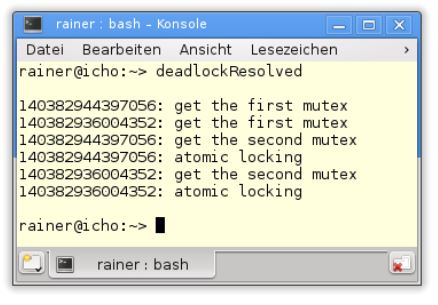 rainer : bash – Konsole
Datei Bearbeiten Ansicht Lesezeichen ›
rainer@icho:~> deadlockResolved
140382944397056: get the first mutex
140382936004352: get the first mutex
140382944397056: get the second mutex
140382944397056: atomic locking
140382936004352: get the second mutex
140382936004352: atomic locking
rainer@icho:~>
rainer : bash